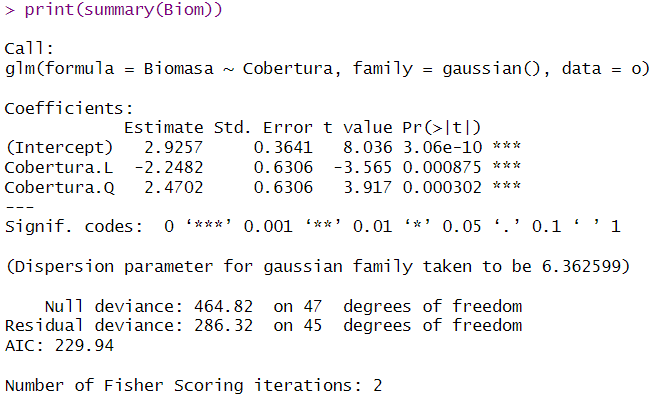 > print(summary(Biom))
Call:
glm(formula = Biomasa ~ Cobertura, family = gaussian(), data = o)
Coefficients:
Estimate Std. Error t value Pr(>|t|)
(Intercept) 2.9257 0.3641 8.036 3.06e-10 ***
Cobertura.L -2.2482 0.6306 -3.565 0.000875 ***
Cobertura.Q 2.4702 0.6306 3.917 0.000302 ***
---
Signif. codes: 0 ‘***’ 0.001 ‘**’ 0.01 ‘*’ 0.05 ‘.’ 0.1 ‘ ’ 1
(Dispersion parameter for gaussian family taken to be 6.362599)
Null deviance: 464.82 on 47 degrees of freedom
Residual deviance: 286.32 on 45 degrees of freedom
AIC: 229.94
Number of Fisher Scoring iterations: 2